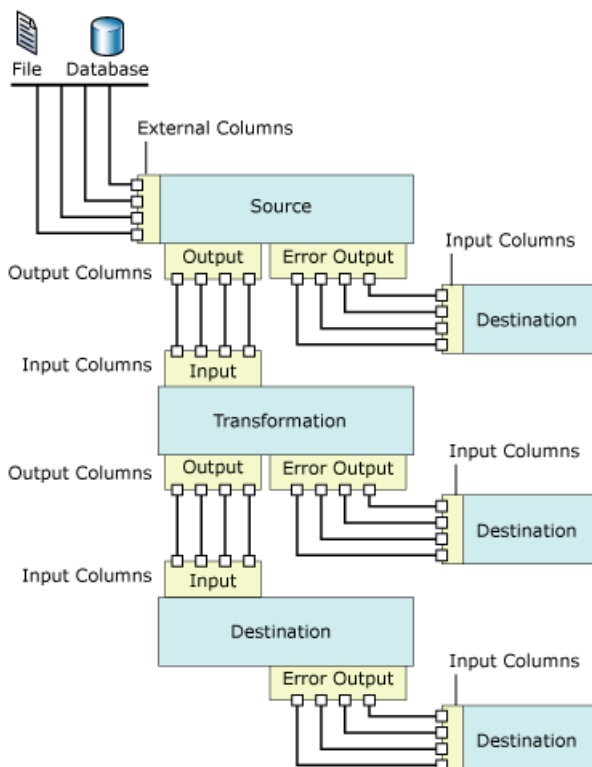 File
Database
External Columns
Source
Output
Error Output
Input Columns
Output Columns
Destination
Input Columns
Input
Transformation
Output
Error Output
Input Columns
Output Columns
Destination
Input Columns
Input
Destination
Error Output
Input Columns
Destination